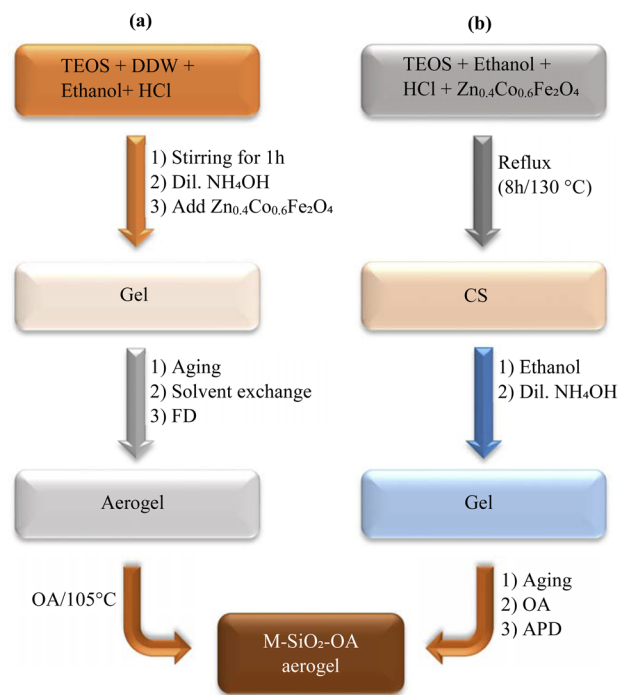 (a)
TEOS + DDW +
Ethanol+ HCl
1) Stirring for 1h
2) Dil. NH₄OH
3) Add Zn₀.₄Co₀.₆Fe₂O₄
Gel
1) Aging
2) Solvent exchange
3) FD
Aerogel
OA/105°C
(b)
TEOS + Ethanol +
HCl + Zn₀.₄Co₀.₆Fe₂O₄
Reflux
(8h/130 °C)
CS
1) Ethanol
2) Dil. NH₄OH
Gel
1) Aging
2) OA
3) APD
M-SiO₂-OA
aerogel